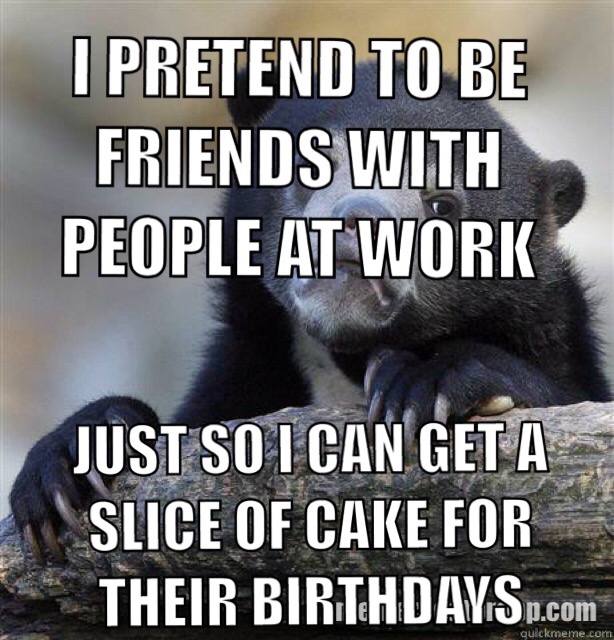 I PRETEND TO BE
FRIENDS WITH
PEOPLE AT WORK
JUST SO I CAN GET A
SLICE OF CAKE FOR
THEIR BIRTHDAYS
quickmeme.com